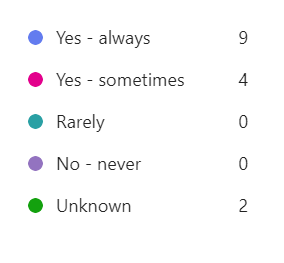 Yes - always 9
Yes - sometimes 4
Rarely 0
No - never 0
Unknown 2